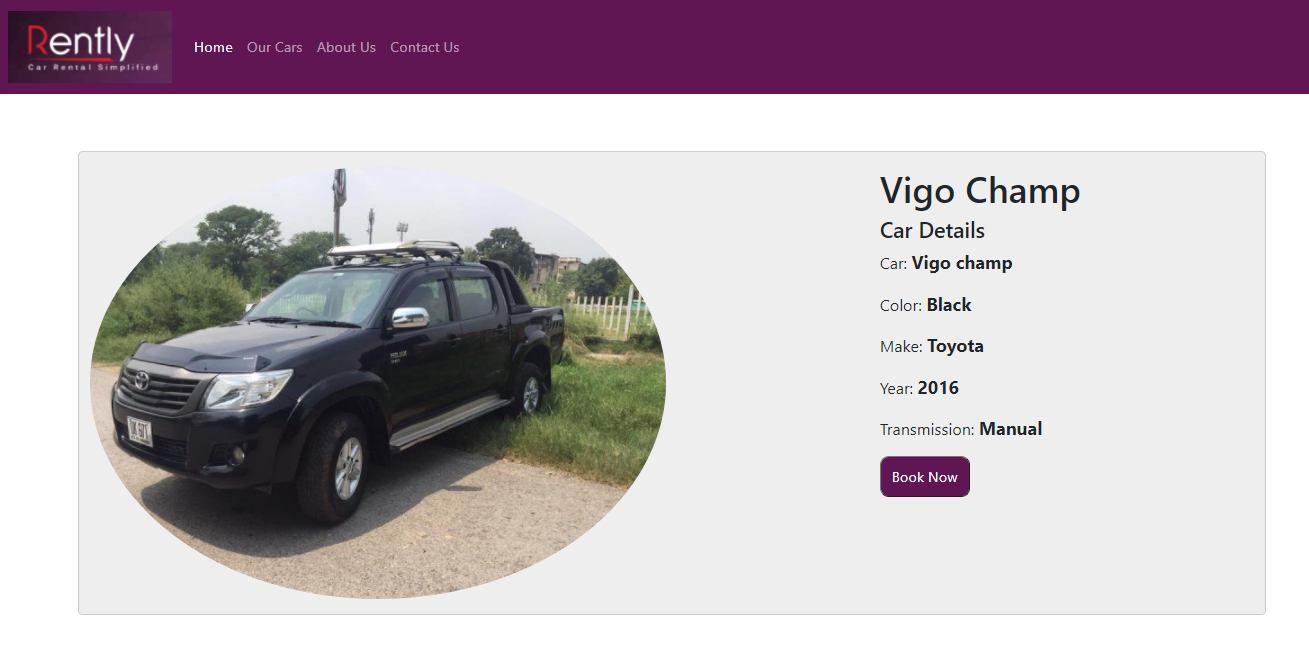 Rently
Car Rental Simplified
Home Our Cars About Us Contact Us
Vigo Champ
Car Details
Car: Vigo champ
Color: Black
Make: Toyota
Year: 2016
Transmission: Manual
Book Now